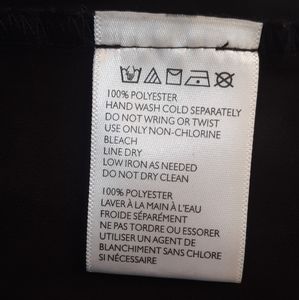 100% POLYESTER
HAND WASH COLD SEPARATELY
DO NOT WRING OR TWIST
USE ONLY NON-CHLORINE
BLEACH
LINE DRY
LOW IRON AS NEEDED
DO NOT DRY CLEAN
100% POLYESTER
LAVER À LA MAIN À L'EAU
FROIDE SÉPARÉMENT
NE PAS TORDRE OU ESSORER
UTILISER UN AGENT DE
BLANCHIMENT SANS CHLORE
SI NÉCESSAIRE